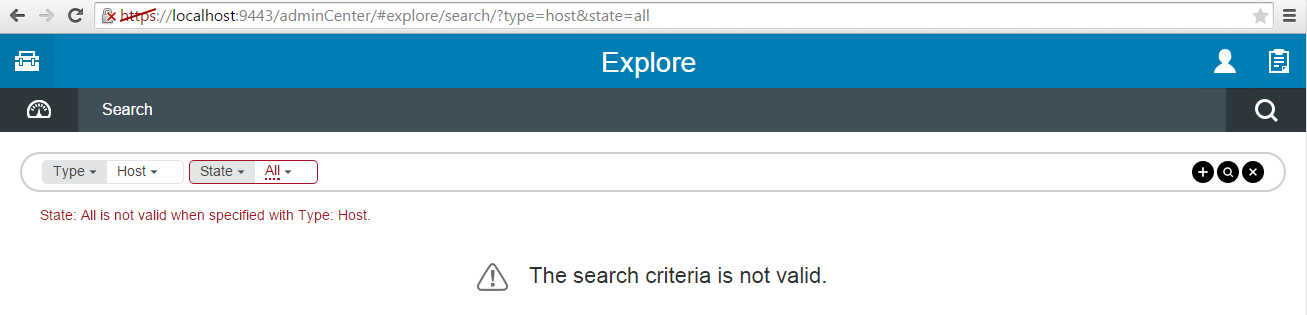 https://localhost:9443/adminCenter/#explore/search/?type=host&state=all
Explore
Search
Type Host State All
State: All is not valid when specified with Type: Host.
The search criteria is not valid.